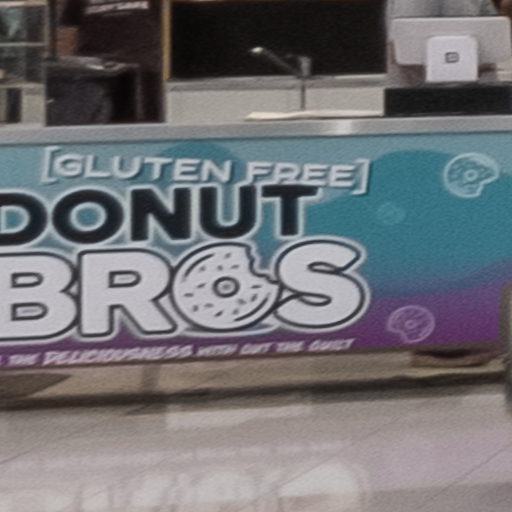 [GLUTEN FREE]
DONUT
BROS
THE DELICIOUSNESS WITH OUT THE GUILT